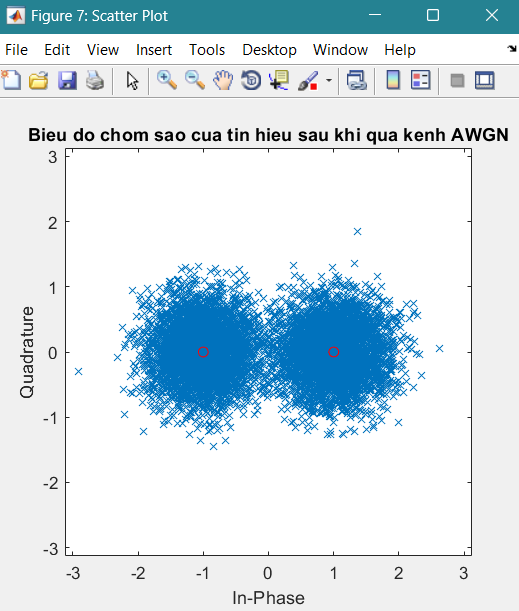 Figure 7: Scatter Plot
File Edit View Insert Tools Desktop Window Help
Bieu do chom sao cua tin hieu sau khi qua kenh AWGN
3
2
1
0
-1
-2
-3
Quadrature
-3 -2 -1 0 1 2 3
In-Phase